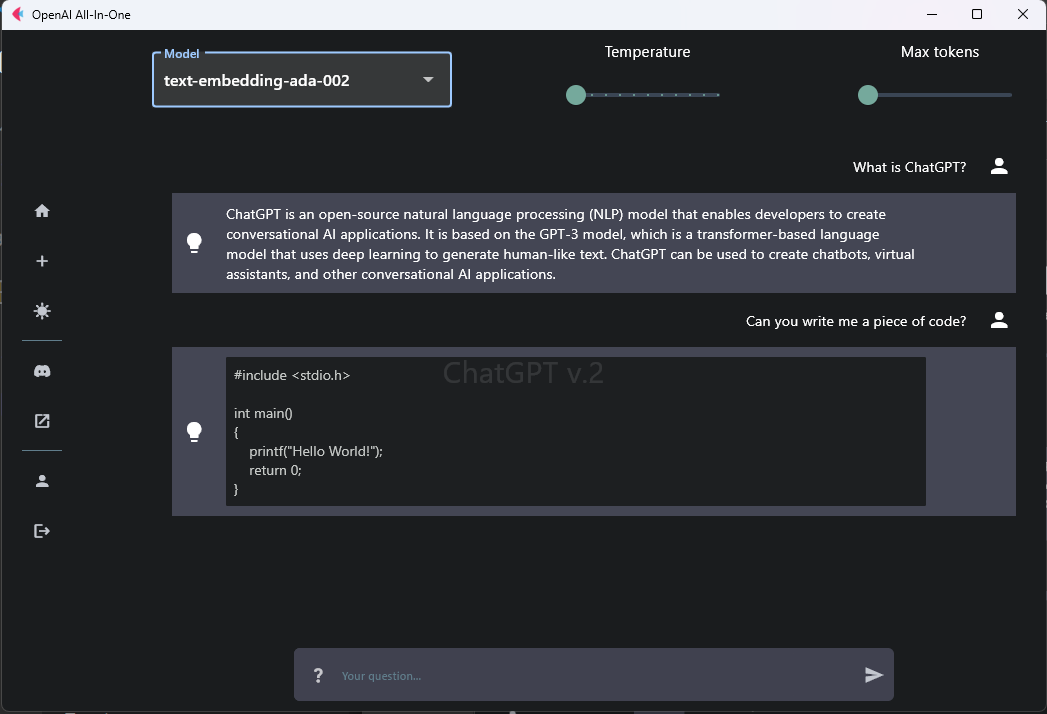 OpenAI All-In-One
Model
text-embedding-ada-002
Temperature
Max tokens
What is ChatGPT?
ChatGPT is an open-source natural language processing (NLP) model that enables developers to create
conversational AI applications. It is based on the GPT-3 model, which is a transformer-based language
model that uses deep learning to generate human-like text. ChatGPT can be used to create chatbots, virtual
assistants, and other conversational AI applications.
Can you write me a piece of code?
ChatGPT v.2
#include <stdio.h>
int main()
{
    printf("Hello World!");
    return 0;
}
? Your question...